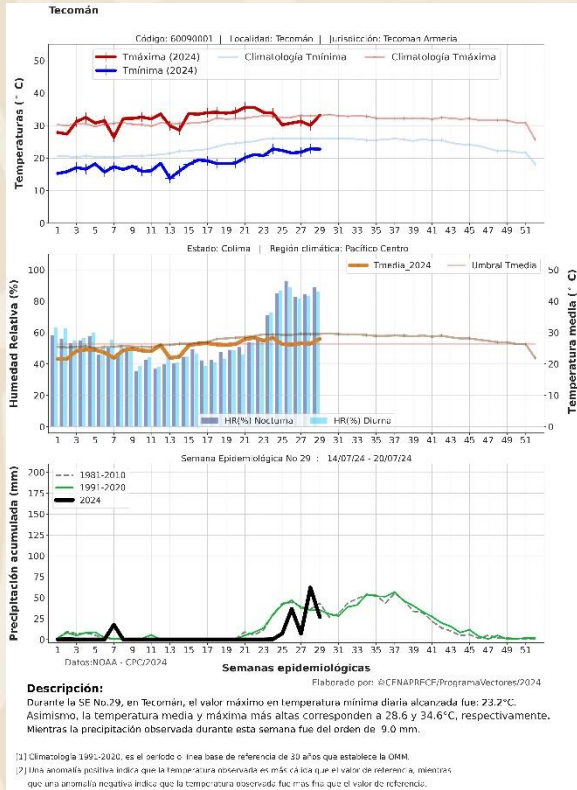 Tecomán
Código: 60090001 | Localidad: Tecomán | Jurisdicción: Tecoman Armeria
Tmáxima (2024)
Tmínima (2024)
Climatología Tmínima
Climatología Tmáxima
Temperaturas (° C)
50
40
30
20
10
0
1 3 5 7 9 11 13 15 17 19 21 23 25 27 29 31 33 35 37 39 41 43 45 47 49 51
Estado: Colima | Región climática: Pacífico Centro
Tmedia_2024
Umbral Tmedia
Humedad Relativa (%)
100
80
60
40
20
0
Temperatura media (° C)
50
40
30
20
10
0
HR(%) Nocturna
HR(%) Diurna
1 3 5 7 9 11 13 15 17 19 21 23 25 27 29 31 33 35 37 39 41 43 45 47 49 51
Semana Epidemiológica No 29 : 14/07/24 - 20/07/24
1981-2010
1991-2020
2024
Precipitación acumulada (mm)
200
175
150
125
100
75
50
25
0
1 3 5 7 9 11 13 15 17 19 21 23 25 27 29 31 33 35 37 39 41 43 45 47 49 51
Datos:NOAA - CPC/2024
Semanas epidemiológicas
Elaborado por: ©CENAPRECE/ProgramaVectores/2024
Descripción:
Durante la SE No.29, en Tecomán, el valor máximo en temperatura mínima diaria alcanzada fue: 23.2°C.
Asimismo, la temperatura media y máxima más altas corresponden a 28.6 y 34.6°C, respectivamente.
Mientras la precipitación observada durante esta semana fue del orden de 9.0 mm.
[1] Climatología 1991-2020, es el período o línea base de referencia de 30 años que establece la OMM.
[2] Una anomalía positiva indica que la temperatura observada es más cálida que el valor de referencia, mientras
que una anomalía negativa indica que la temperatura observada fue mas fria que el valor de referencia.